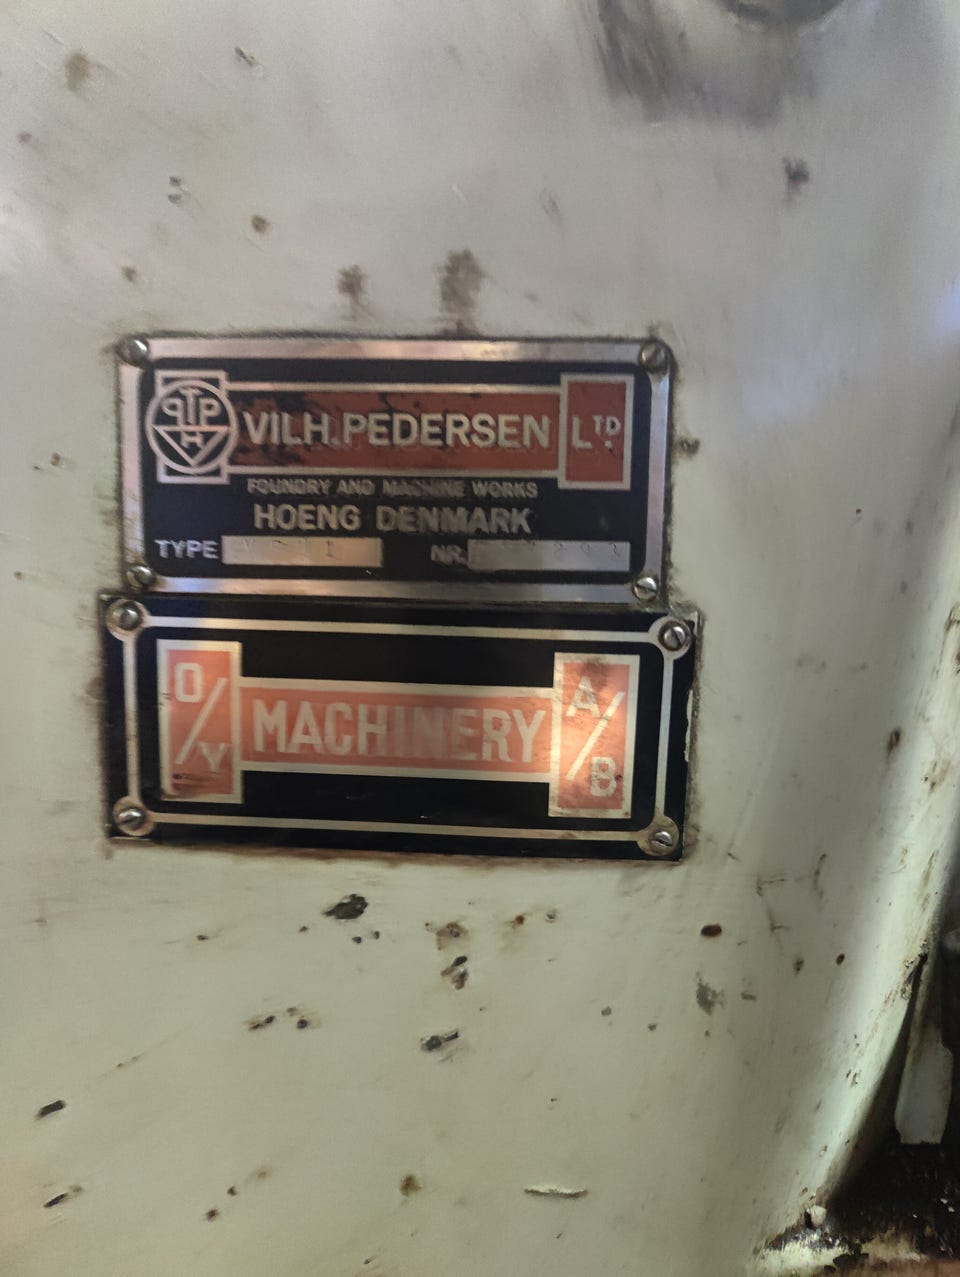 VILH. PEDERSEN LTD.
FOUNDRY AND MACHINE WORKS
HOENG DENMARK
TYPE NR.
O/Y MACHINERY A/B